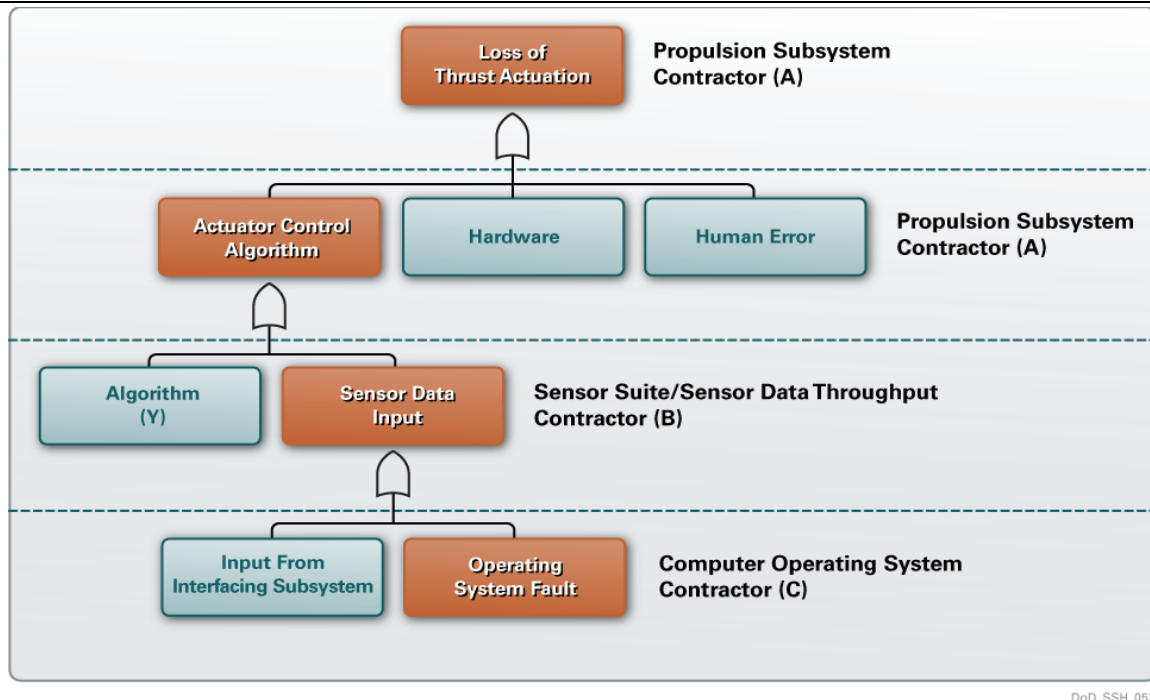 Loss of
Thrust Actuation
Propulsion Subsystem
Contractor (A)
Actuator Control
Algorithm
Hardware
Human Error
Propulsion Subsystem
Contractor (A)
Algorithm
(Y)
Sensor Data
Input
Sensor Suite/Sensor Data Throughput
Contractor (B)
Input From
Interfacing Subsystem
Operating
System Fault
Computer Operating System
Contractor (C)